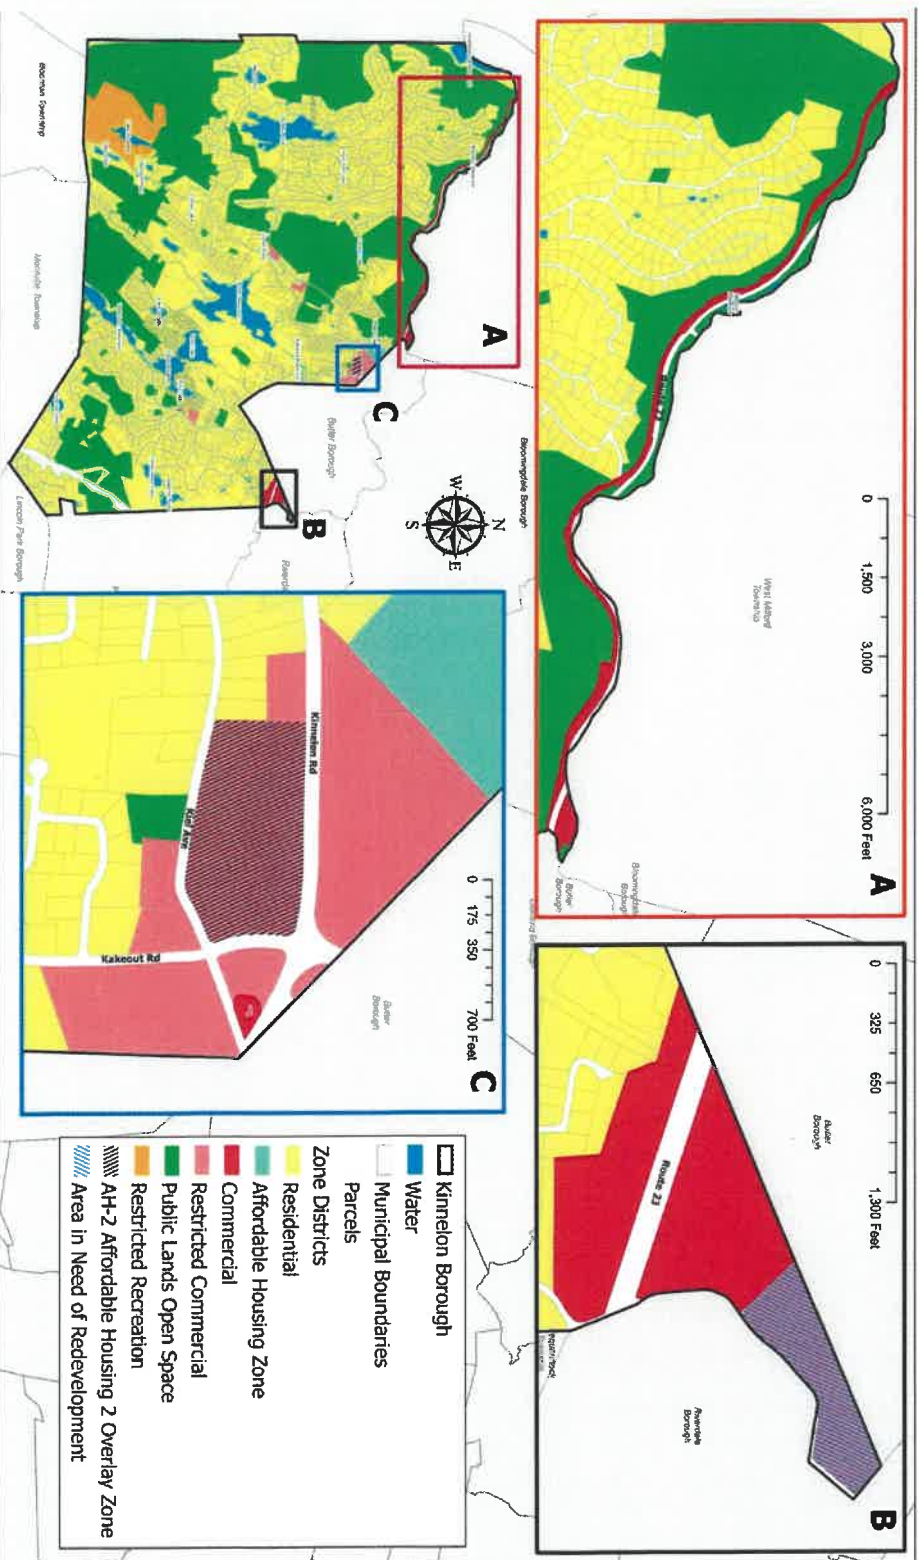 A
0 1,500 3,000 6,000 Feet
West Milford
Township
Route 23
Bloomingdale
Borough
Butler
Borough
B
0 325 650 1,300 Feet
Butler
Borough
Route 23
Riverdale
Borough
A
C
B
Bloomingdale Borough
Butler Borough
Lincoln Park Borough
Montville Township
Boonton Township
N
E
S
W
C
0 175 350 700 Feet
Butler
Borough
Kinnelon Rd
Kiel Ave
Kakeout Rd
Kinnelon Borough
Water
Municipal Boundaries
Parcels
Zone Districts
Residential
Affordable Housing Zone
Commercial
Restricted Commercial
Public Lands Open Space
Restricted Recreation
AH-2 Affordable Housing 2 Overlay Zone
Area in Need of Redevelopment